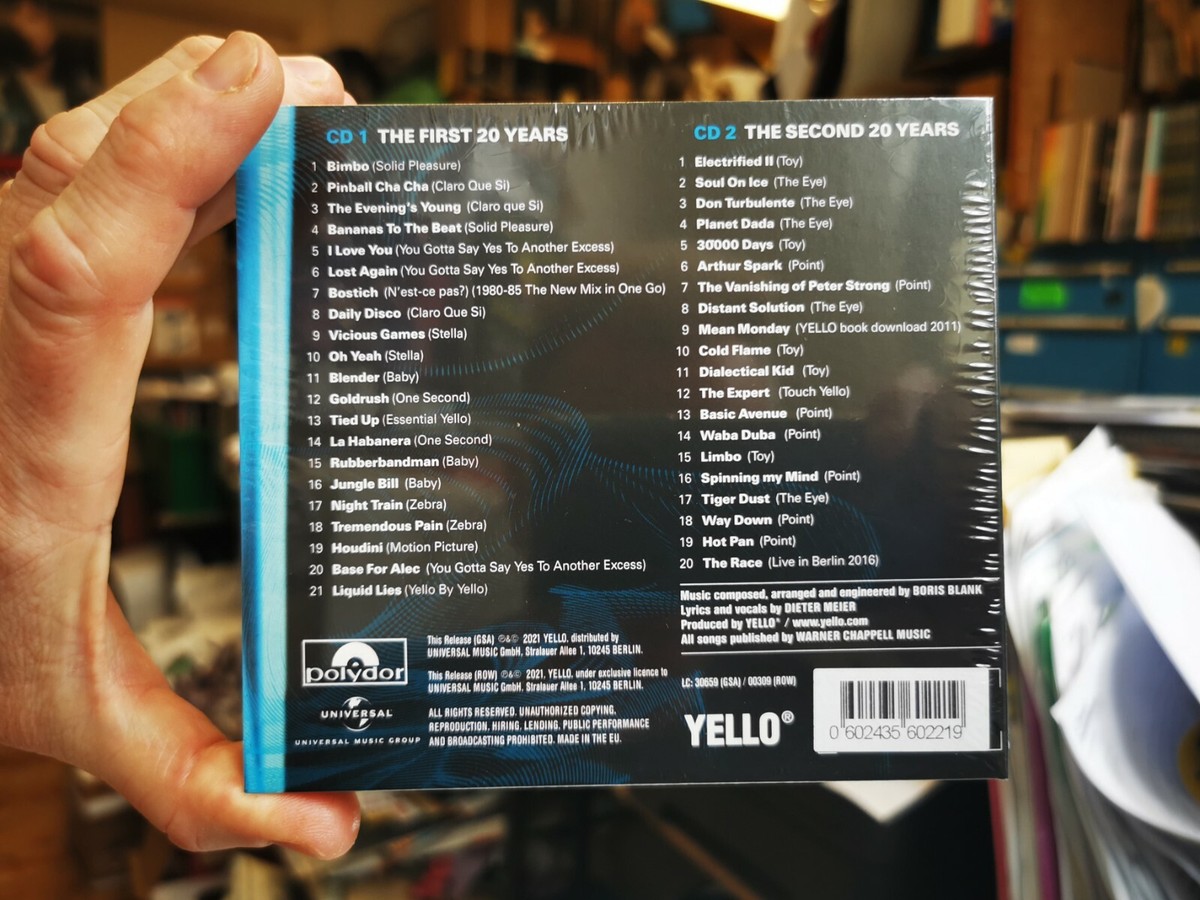 CD 1 THE FIRST 20 YEARS
1 Bimbo (Solid Pleasure)
2 Pinball Cha Cha (Claro Que Si)
3 The Evening's Young (Claro que Si)
4 Bananas To The Beat (Solid Pleasure)
5 I Love You (You Gotta Say Yes To Another Excess)
6 Lost Again (You Gotta Say Yes To Another Excess)
7 Bostich (N'est-ce pas?) (1980-85 The New Mix in One Go)
8 Daily Disco (Claro Que Si)
9 Vicious Games (Stella)
10 Oh Yeah (Stella)
11 Blender (Baby)
12 Goldrush (One Second)
13 Tied Up (Essential Yello)
14 La Habanera (One Second)
15 Rubberbandman (Baby)
16 Jungle Bill (Baby)
17 Night Train (Zebra)
18 Tremendous Pain (Zebra)
19 Houdini (Motion Picture)
20 Base For Alec (You Gotta Say Yes To Another Excess)
21 Liquid Lies (Yello By Yello)
CD 2 THE SECOND 20 YEARS
1 Electrified II (Toy)
2 Soul On Ice (The Eye)
3 Don Turbulente (The Eye)
4 Planet Dada (The Eye)
5 30'000 Days (Toy)
6 Arthur Spark (Point)
7 The Vanishing of Peter Strong (Point)
8 Distant Solution (The Eye)
9 Mean Monday (YELLO book download 2011)
10 Cold Flame (Toy)
11 Dialectical Kid (Toy)
12 The Expert (Touch Yello)
13 Basic Avenue (Point)
14 Waba Duba (Point)
15 Limbo (Toy)
16 Spinning my Mind (Point)
17 Tiger Dust (The Eye)
18 Way Down (Point)
19 Hot Pan (Point)
20 The Race (Live in Berlin 2016)
Music composed, arranged and engineered by BORIS BLANK
Lyrics and vocals by DIETER MEIER
Produced by YELLO® / www.yello.com
All songs published by WARNER CHAPPELL MUSIC
polydor
UNIVERSAL
UNIVERSAL MUSIC GROUP
This Release (GSA) ℗&© 2021 YELLO, distributed by
UNIVERSAL MUSIC GmbH, Stralauer Allee 1, 10245 BERLIN.
This Release (ROW) ℗&© 2021, YELLO, under exclusive licence to
UNIVERSAL MUSIC GmbH, Stralauer Allee 1, 10245 BERLIN.
ALL RIGHTS RESERVED. UNAUTHORIZED COPYING,
REPRODUCTION, HIRING, LENDING, PUBLIC PERFORMANCE
AND BROADCASTING PROHIBITED. MADE IN THE EU.
LC: 30659 (GSA) / 00309 (ROW)
YELLO®
0 602435 602219